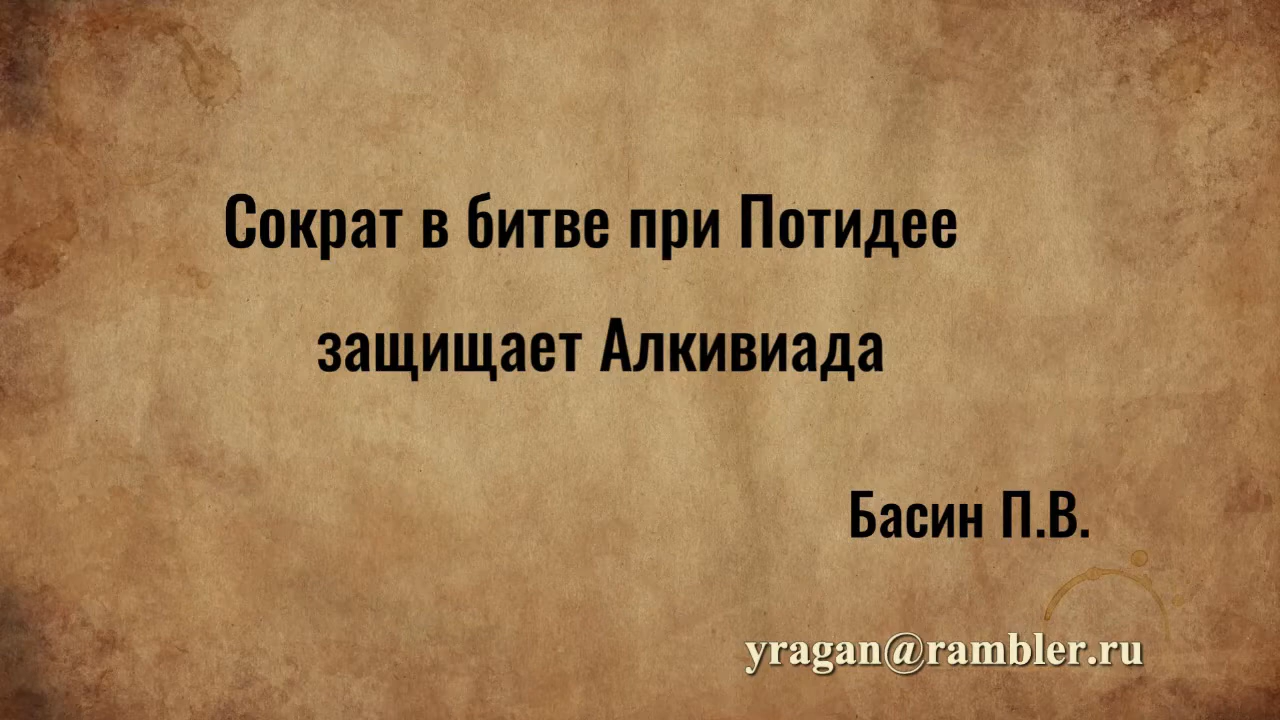 Сократ в битве при Потидее
защищает Алкивиада
Басин П.В.
yragan@rambler.ru